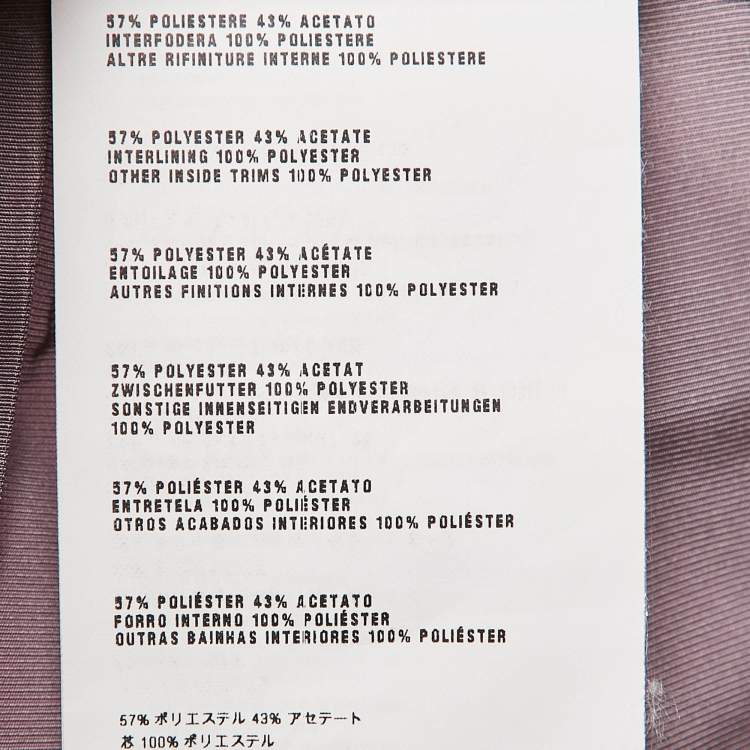 57% POLIESTERE 43% ACETATO
INTERFODERA 100% POLIESTERE
ALTRE RIFINITURE INTERNE 100% POLIESTERE
57% POLYESTER 43% ACETATE
INTERLINING 100% POLYESTER
OTHER INSIDE TRIMS 100% POLYESTER
57% POLYESTER 43% ACÉTATE
ENTOILAGE 100% POLYESTER
AUTRES FINITIONS INTERNES 100% POLYESTER
57% POLYESTER 43% ACETAT
ZWISCHENFUTTER 100% POLYESTER
SONSTIGE INNENSEITIGEN ENDVERARBEITUNGEN
100% POLYESTER
57% POLIÉSTER 43% ACETATO
ENTRETELA 100% POLIÉSTER
OTROS ACABADOS INTERIORES 100% POLIÉSTER
57% POLIÉSTER 43% ACETATO
FORRO INTERNO 100% POLIÉSTER
OUTRAS BAINHAS INTERIORES 100% POLIÉSTER
57% ポリエステル 43% アセテート
芯 100% ポリエステル